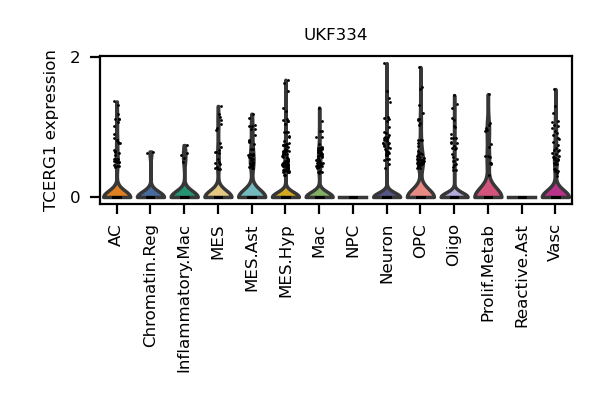 UKF334
TCERG1 expression
2
0
AC
Chromatin.Reg
Inflammatory.Mac
MES
MES.Ast
MES.Hyp
Mac
NPC
Neuron
OPC
Oligo
Prolif.Metab
Reactive.Ast
Vasc